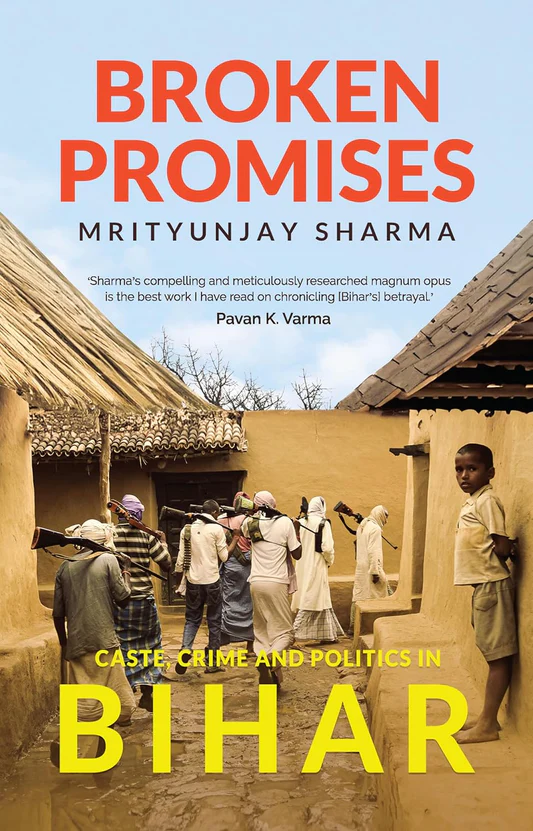 BROKEN
PROMISES
MRITYUNJAY SHARMA
‘Sharma’s compelling and meticulously researched magnum opus
is the best work I have read on chronicling [Bihar’s] betrayal.’
Pavan K. Varma
CASTE, CRIME AND POLITICS IN
BIHAR